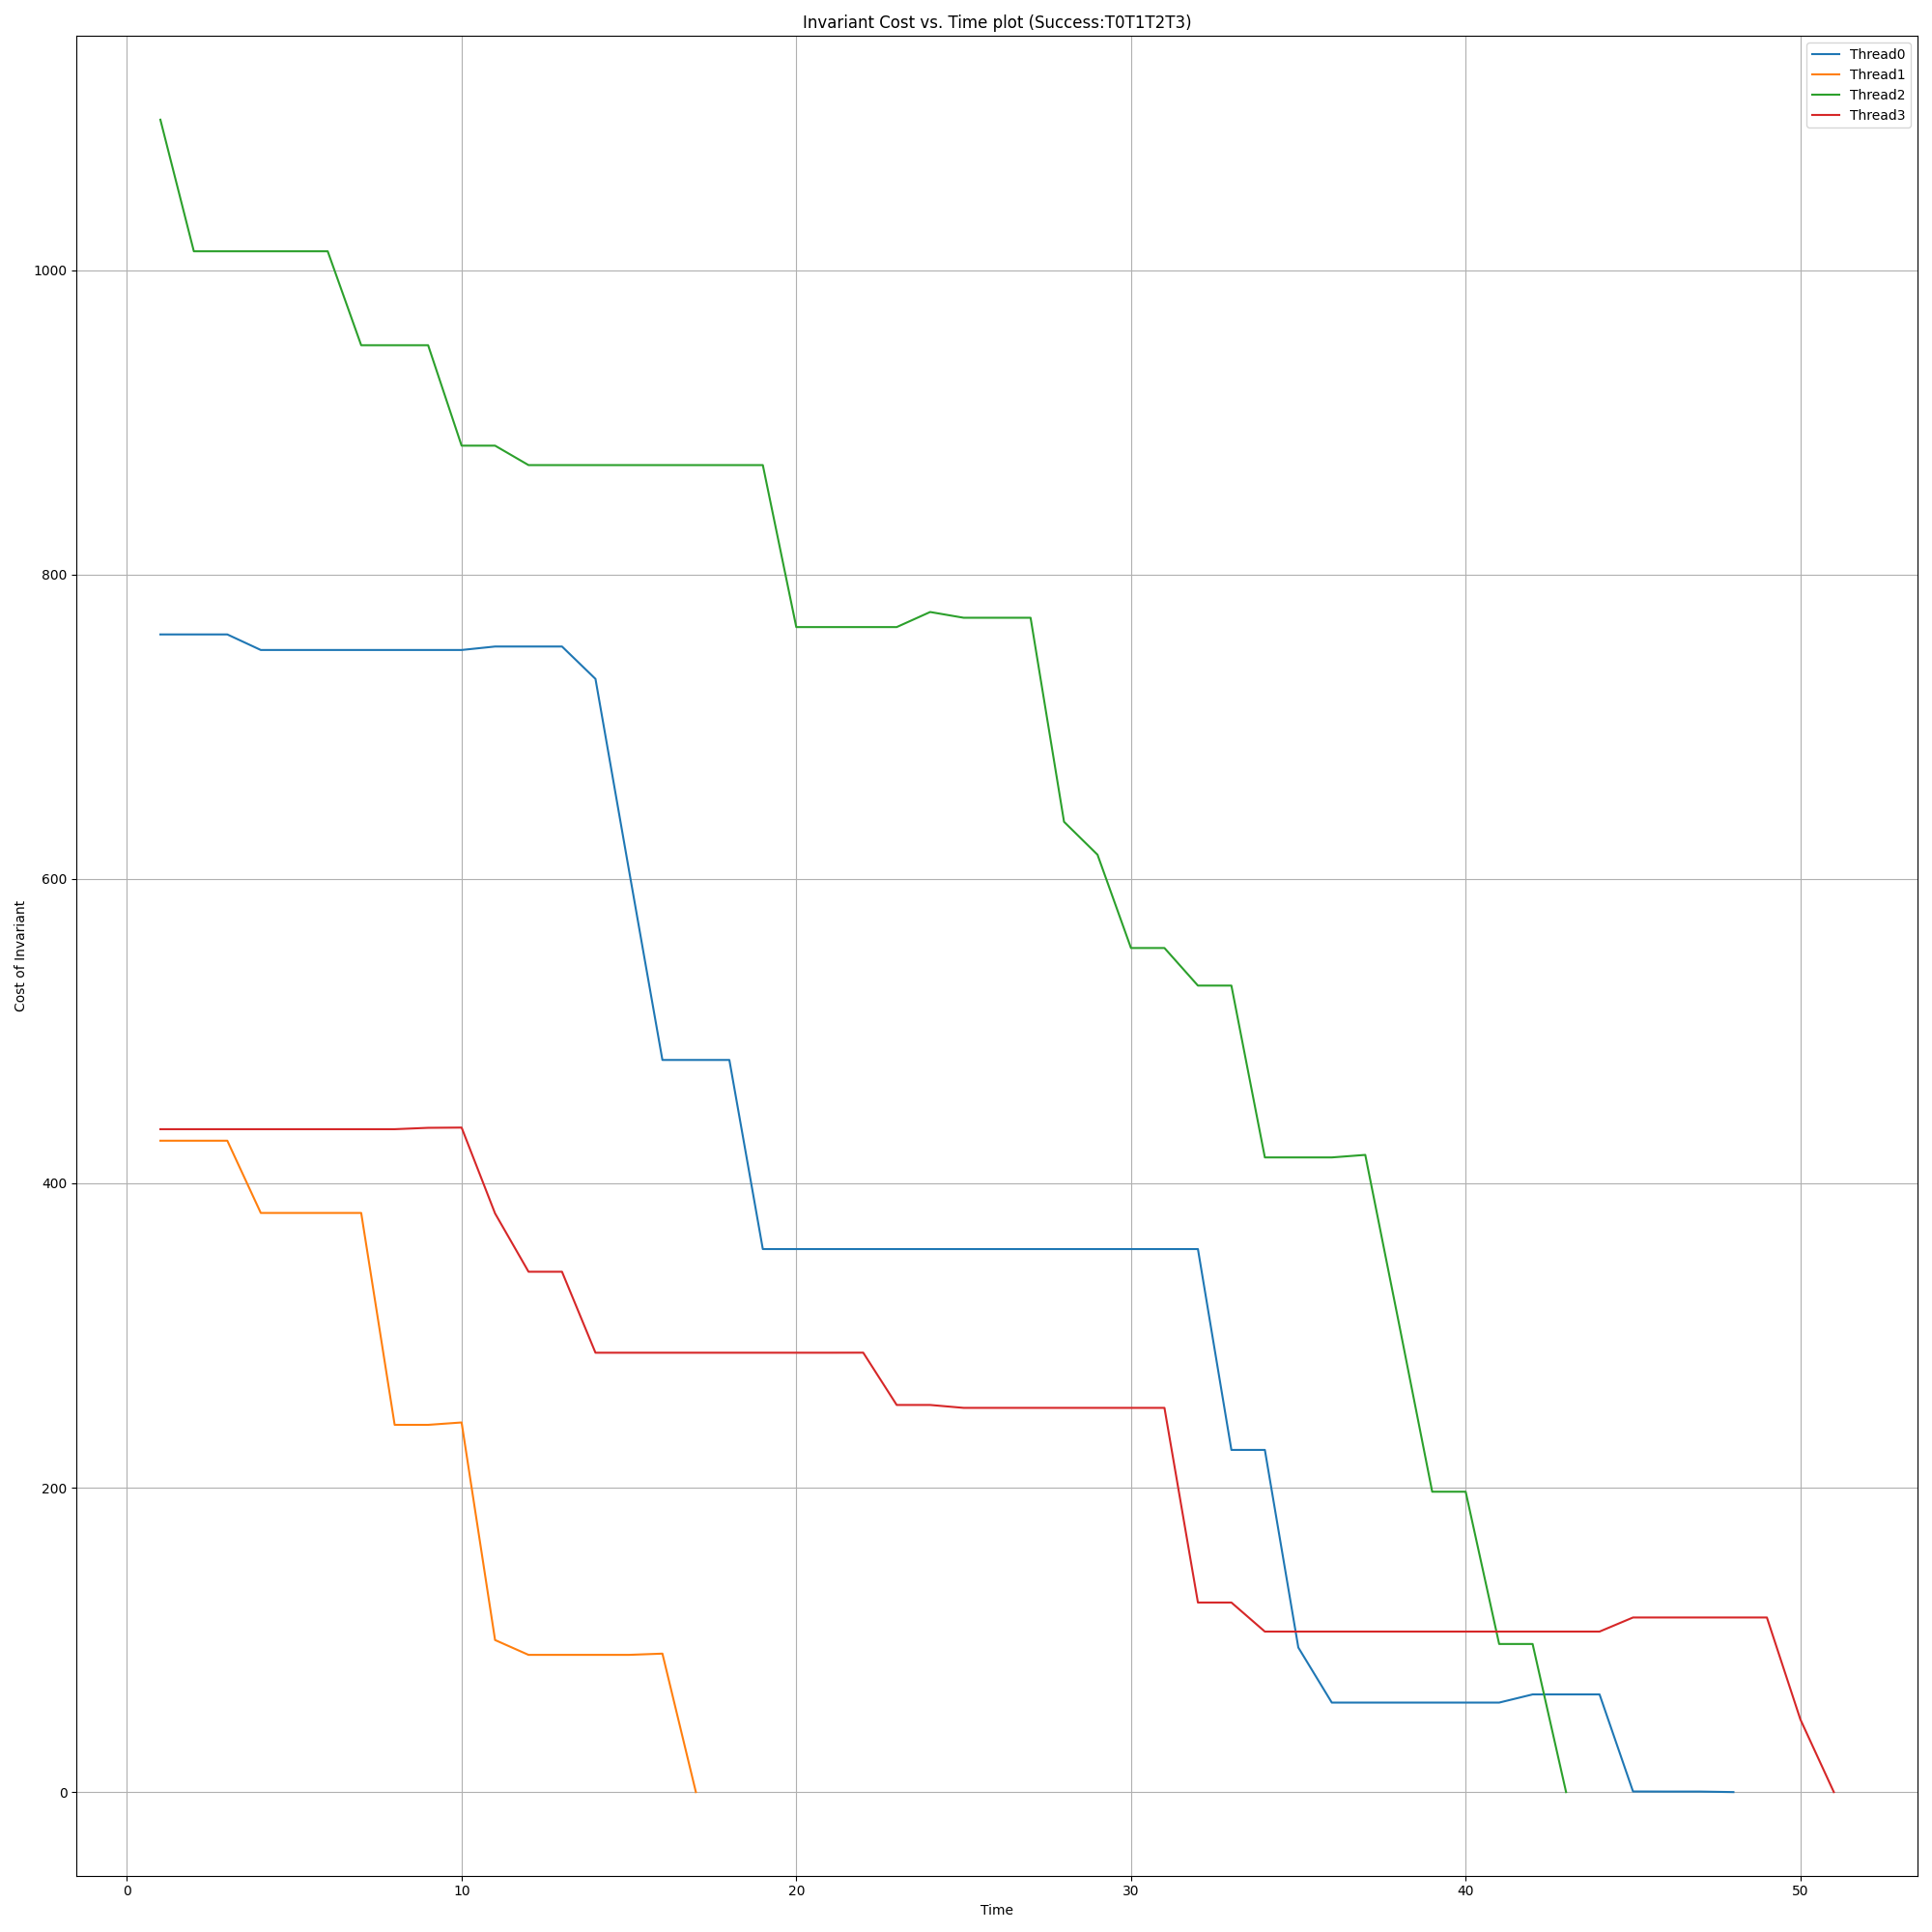 Invariant Cost vs. Time plot (Success:T0T1T2T3)
Thread0
Thread1
Thread2
Thread3
1000
800
600
400
200
0
Cost of Invariant
0 10 20 30 40 50
Time